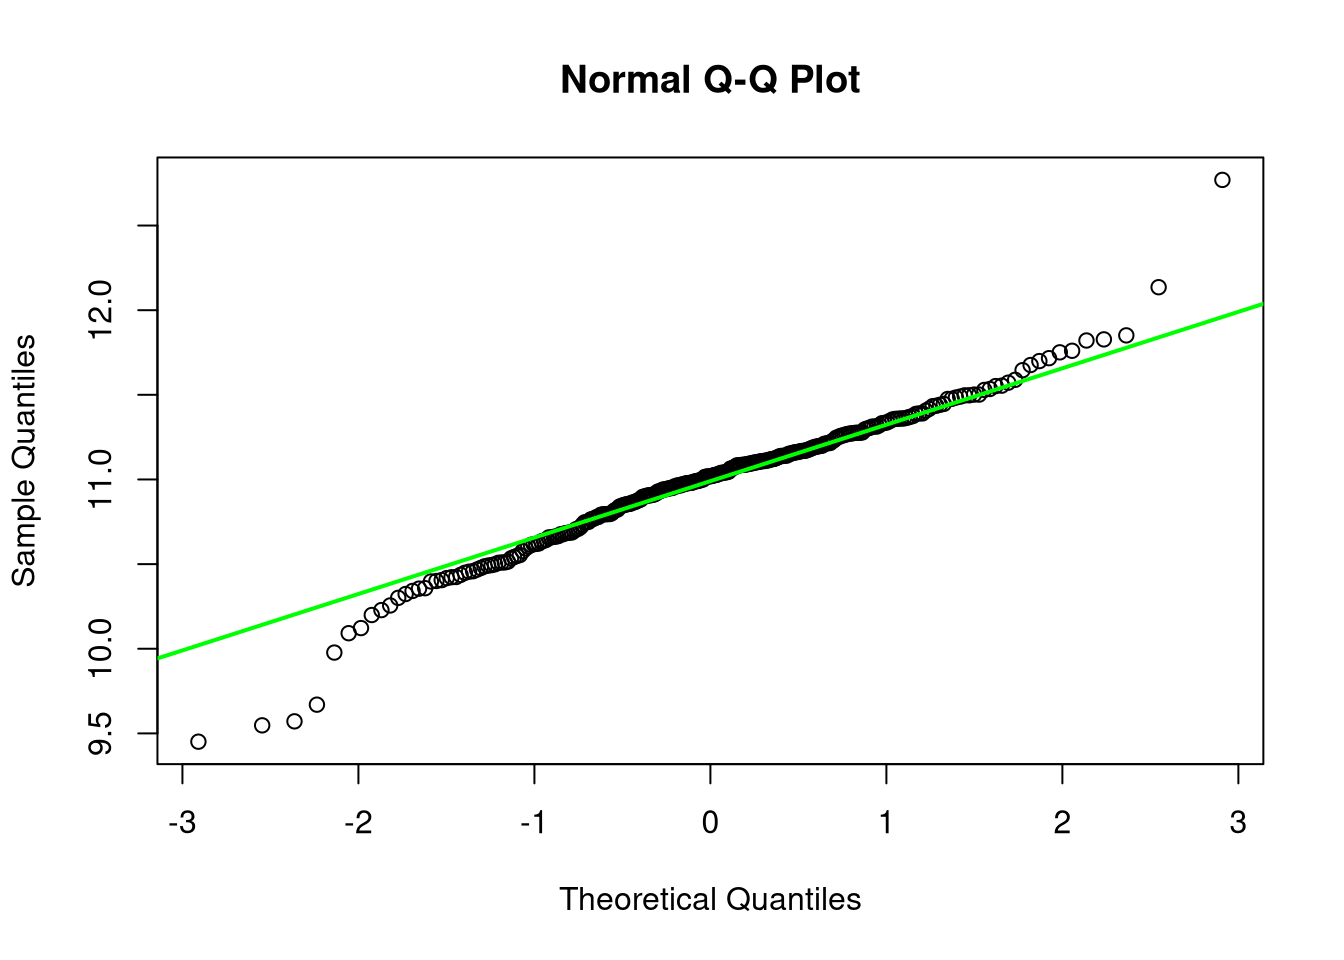 Normal Q-Q Plot
Sample Quantiles
12.0
11.0
10.0
9.5
-3 -2 -1 0 1 2 3
Theoretical Quantiles